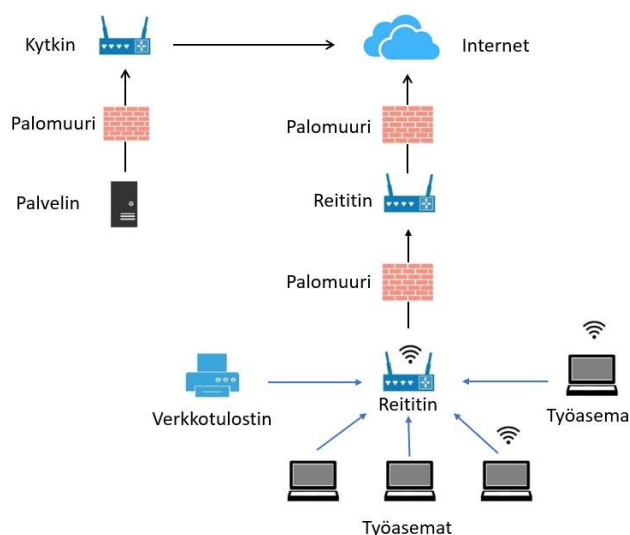 Kytkin
Internet
Palomuuri
Palomuuri
Palvelin
Reititin
Palomuuri
Verkkotulostin
Reititin
Työasema
Työasemat